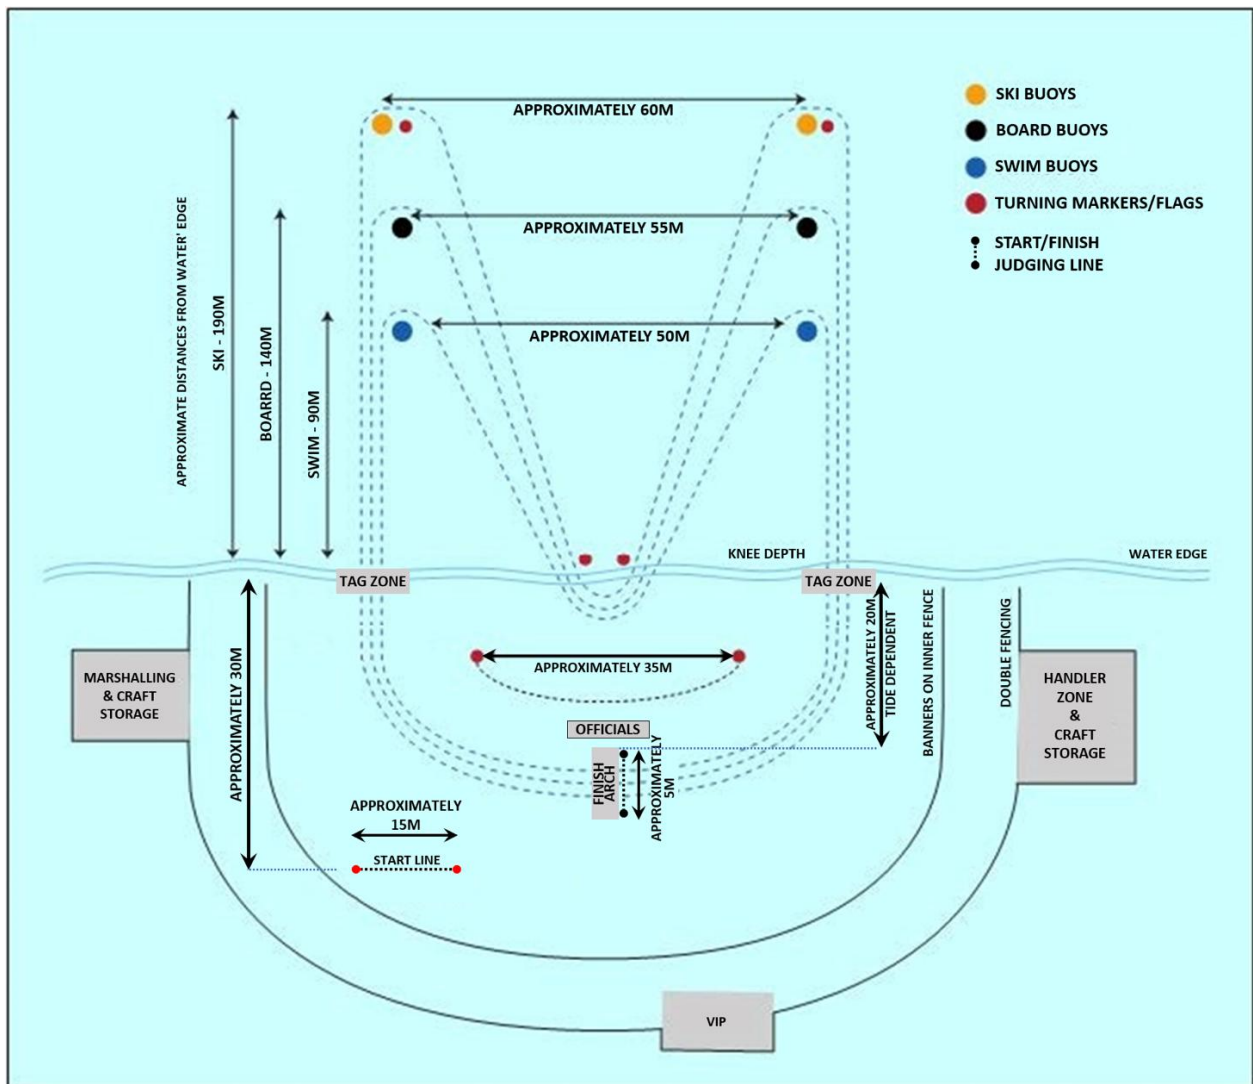 APPROXIMATELY 60M
SKI BUOYS
BOARD BUOYS
SWIM BUOYS
TURNING MARKERS/FLAGS
START/FINISH
JUDGING LINE
APPROXIMATELY 55M
APPROXIMATELY 50M
APPROXIMATE DISTANCES FROM WATER' EDGE
SKI - 190M
BOARRD - 140M
SWIM - 90M
KNEE DEPTH
WATER EDGE
TAG ZONE
TAG ZONE
MARSHALLING
& CRAFT
STORAGE
APPROXIMATELY 30M
APPROXIMATELY 35M
OFFICIALS
FINISH
ARCH
APPROXIMATELY
5M
APPROXIMATELY 20M
TIDE DEPENDENT
BANNERS ON INNER FENCE
DOUBLE FENCING
HANDLER
ZONE
&
CRAFT
STORAGE
APPROXIMATELY
15M
START LINE
VIP